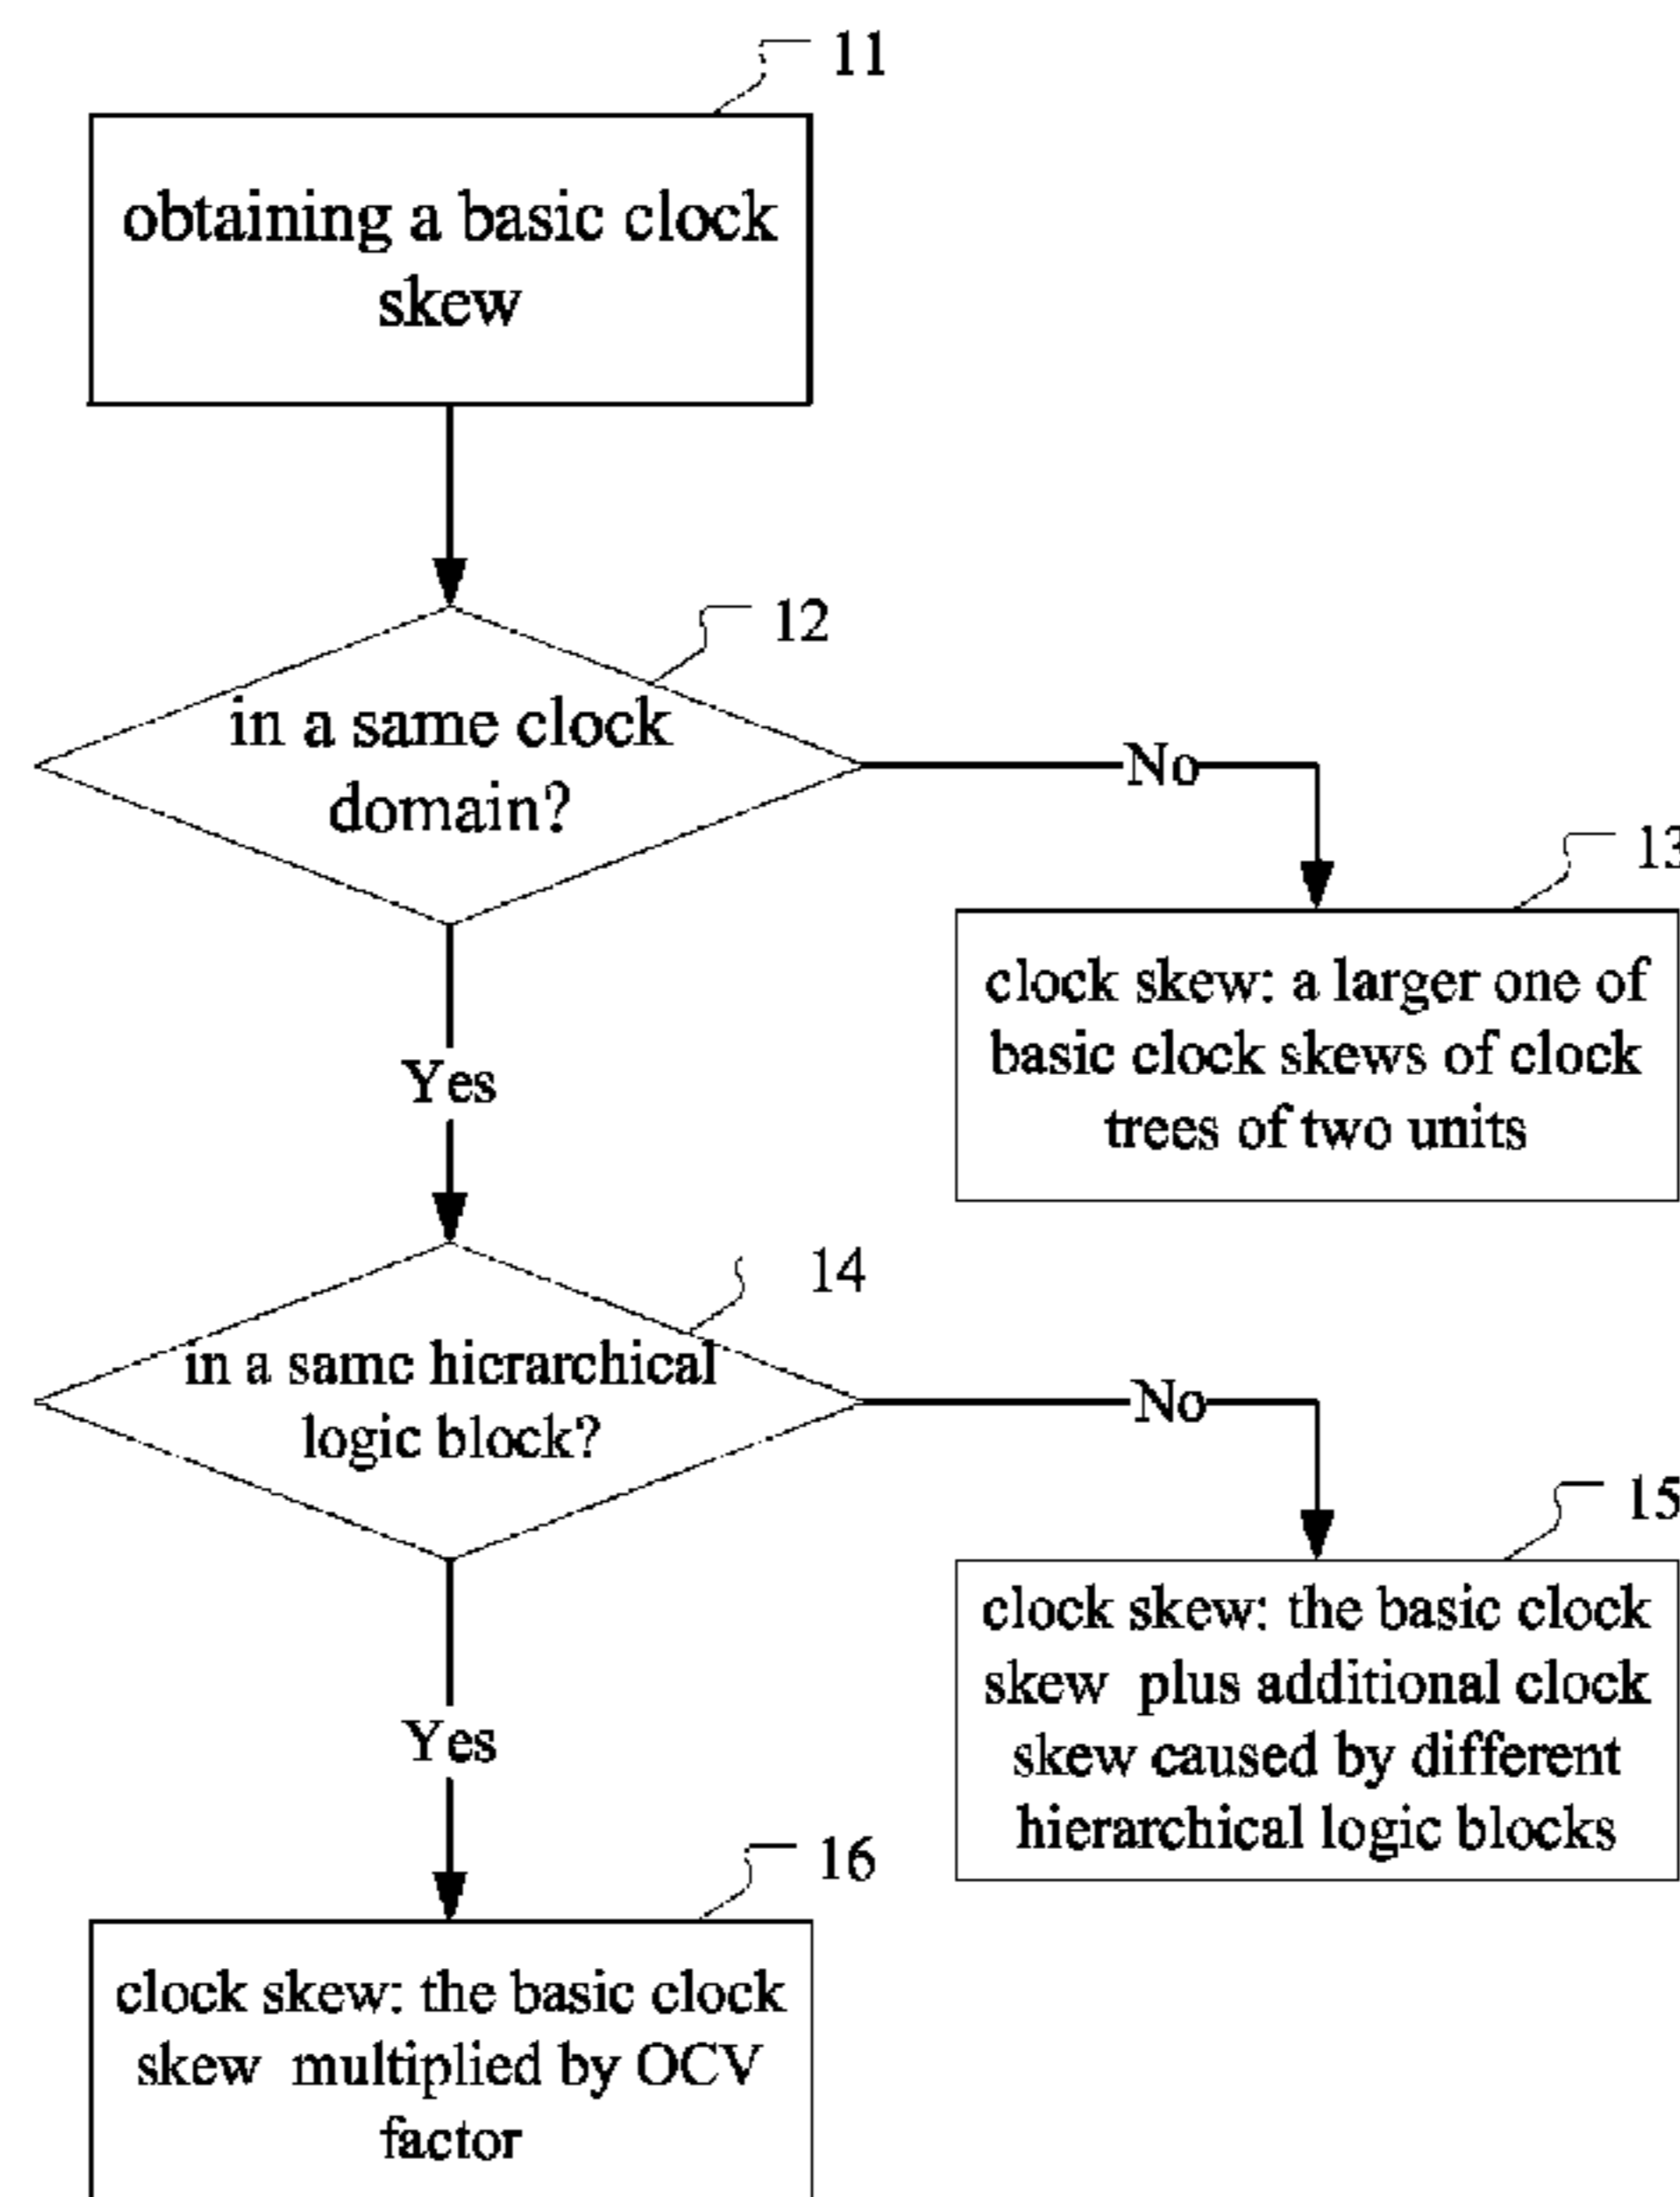 11
obtaining a basic clock
skew
12
in a same clock
domain?
No
13
clock skew: a larger one of
basic clock skews of clock
trees of two units
Yes
14
in a same hierarchical
logic block?
No
15
clock skew: the basic clock
skew plus additional clock
skew caused by different
hierarchical logic blocks
Yes
16
clock skew: the basic clock
skew multiplied by OCV
factor